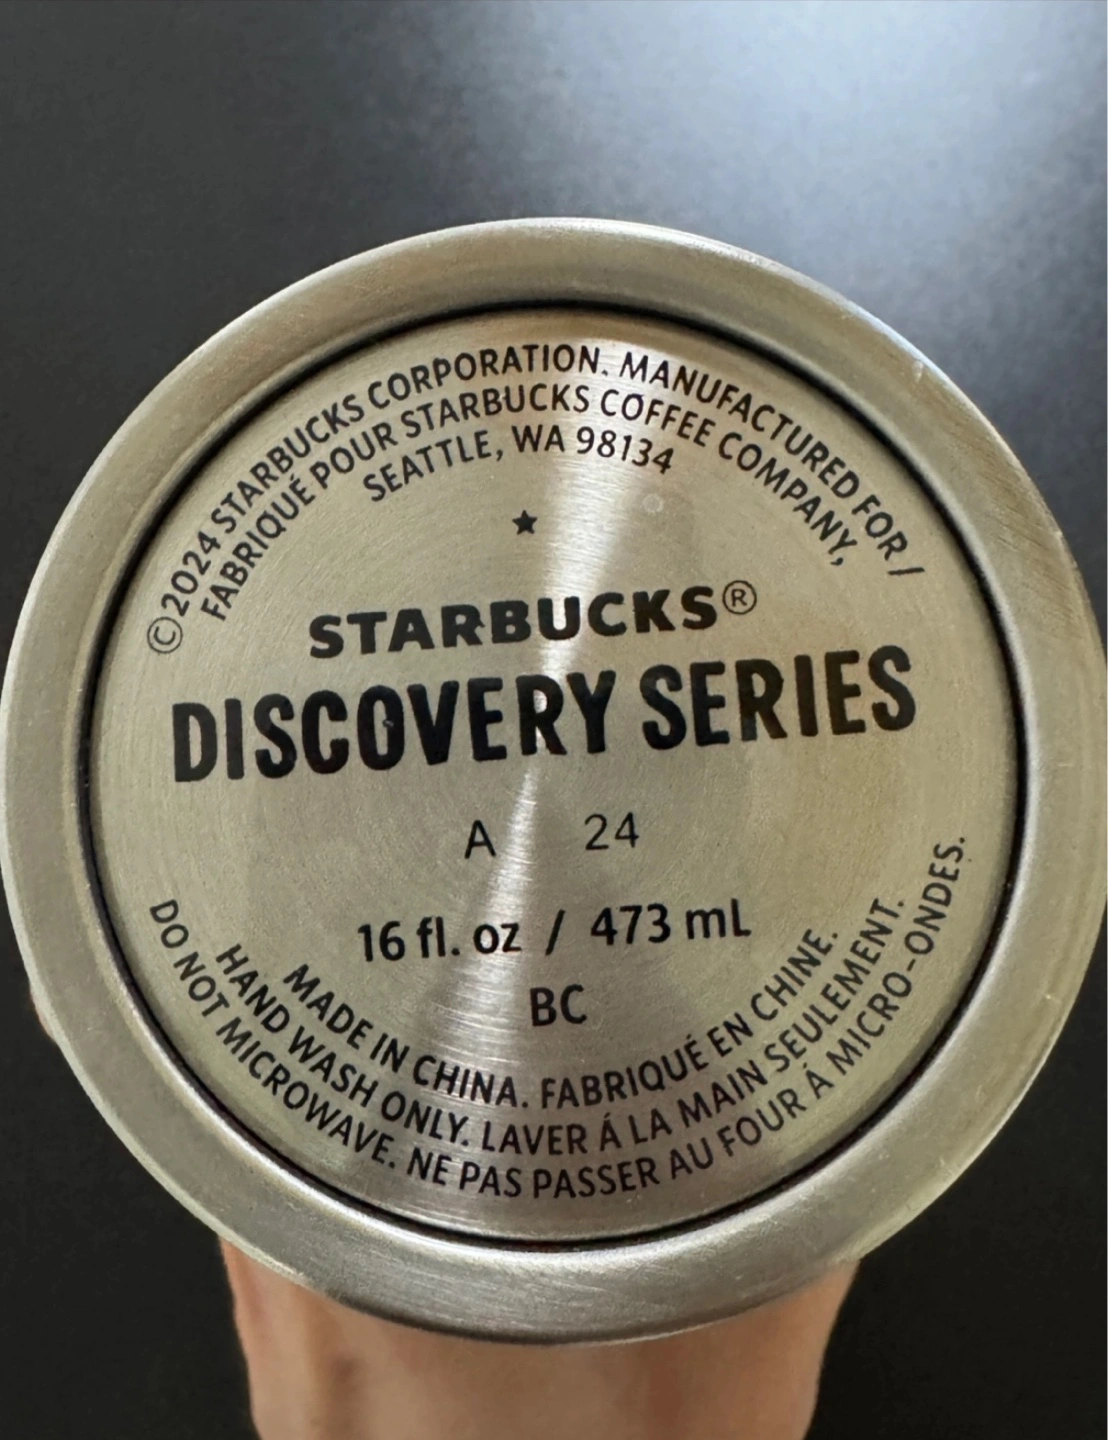 ©2024 STARBUCKS CORPORATION. MANUFACTURED FOR /
FABRIQUÉ POUR STARBUCKS COFFEE COMPANY,
SEATTLE, WA 98134
★
STARBUCKS®
DISCOVERY SERIES
A 24
16 fl. oz / 473 mL
BC
MADE IN CHINA. FABRIQUÉ EN CHINE.
HAND WASH ONLY. LAVER Á LA MAIN SEULEMENT.
DO NOT MICROWAVE. NE PAS PASSER AU FOUR Á MICRO-ONDES.